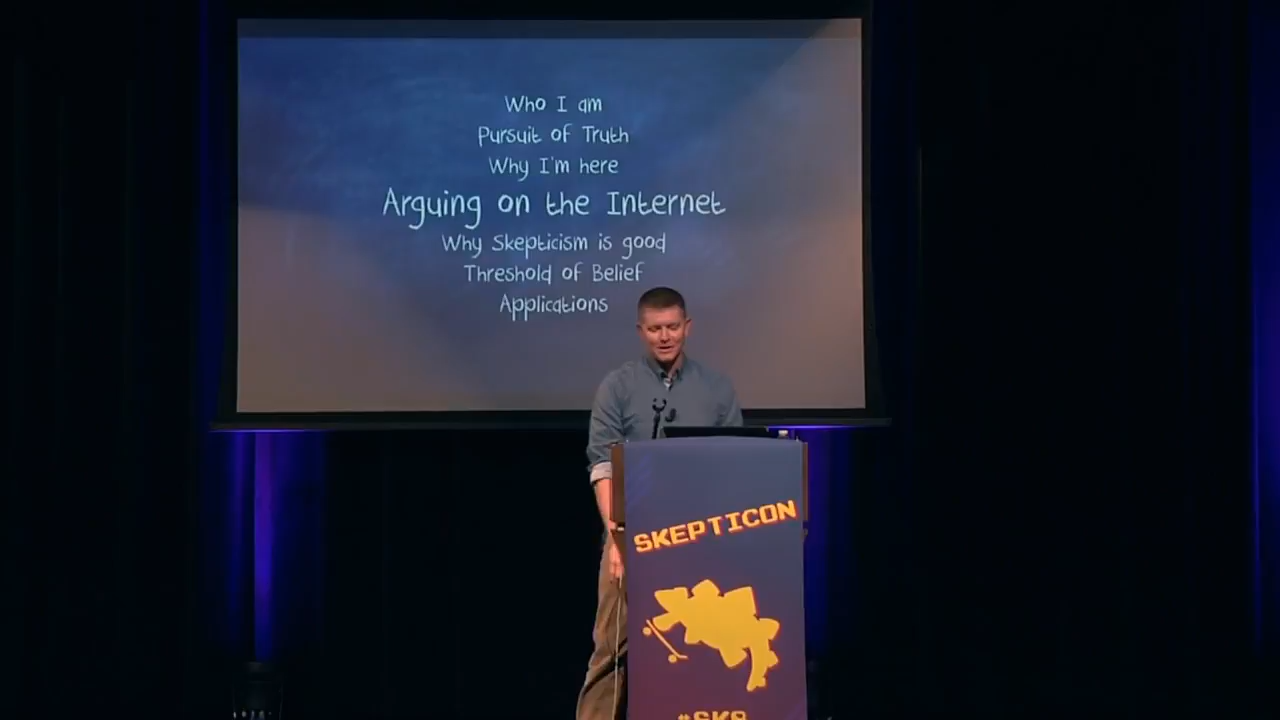 Who I am
Pursuit of Truth
Why I'm here
Arguing on the Internet
Why Skepticism is good
Threshold of Belief
Applications
SKEPTICON
#SK8